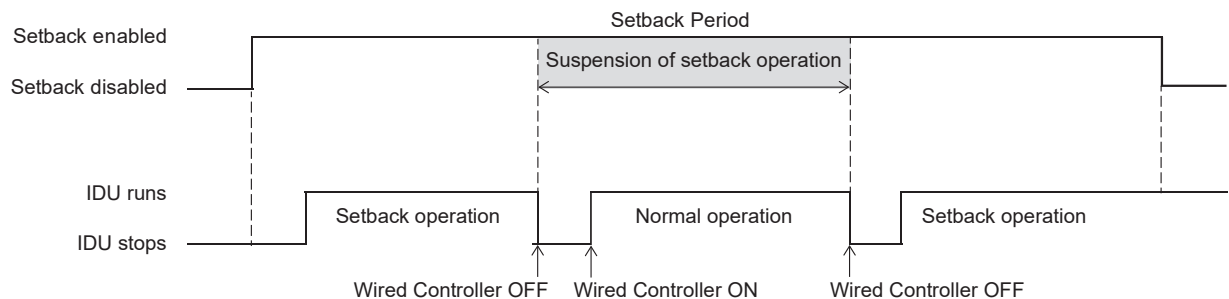 Setback Period
Setback enabled
Suspension of setback operation
Setback disabled
IDU runs
Setback operation
Normal operation
Setback operation
IDU stops
Wired Controller OFF
Wired Controller ON
Wired Controller OFF